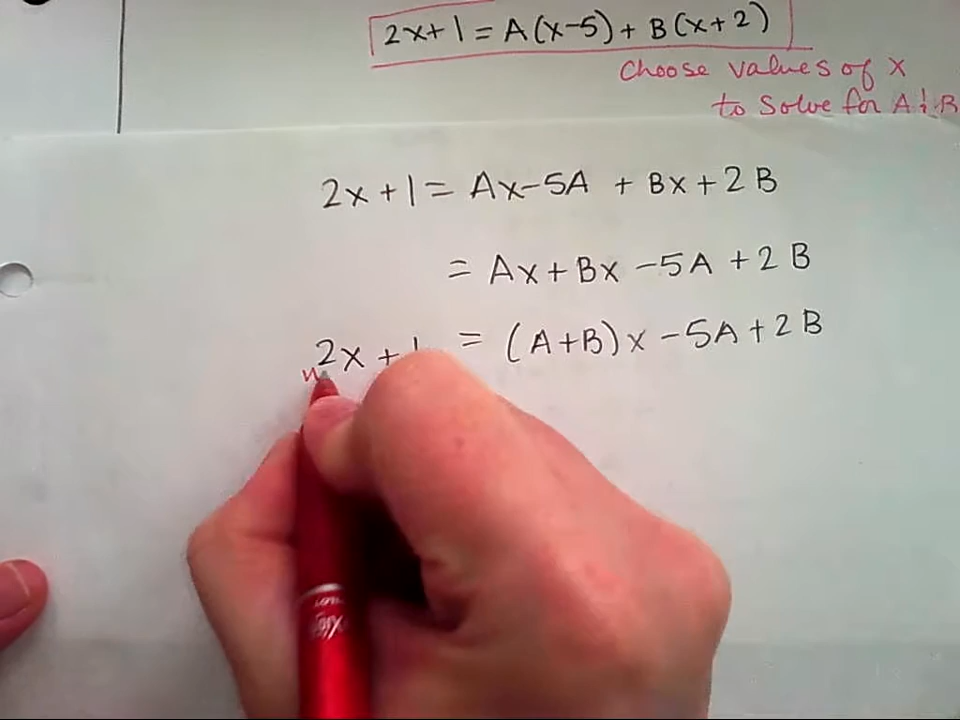 2x+1 = A(x-5) + B(x+2)
Choose values of x
to solve for A & B
2x+1 = Ax-5A + Bx+2B
= Ax+Bx -5A +2B
2x+1 = (A+B)x -5A+2B